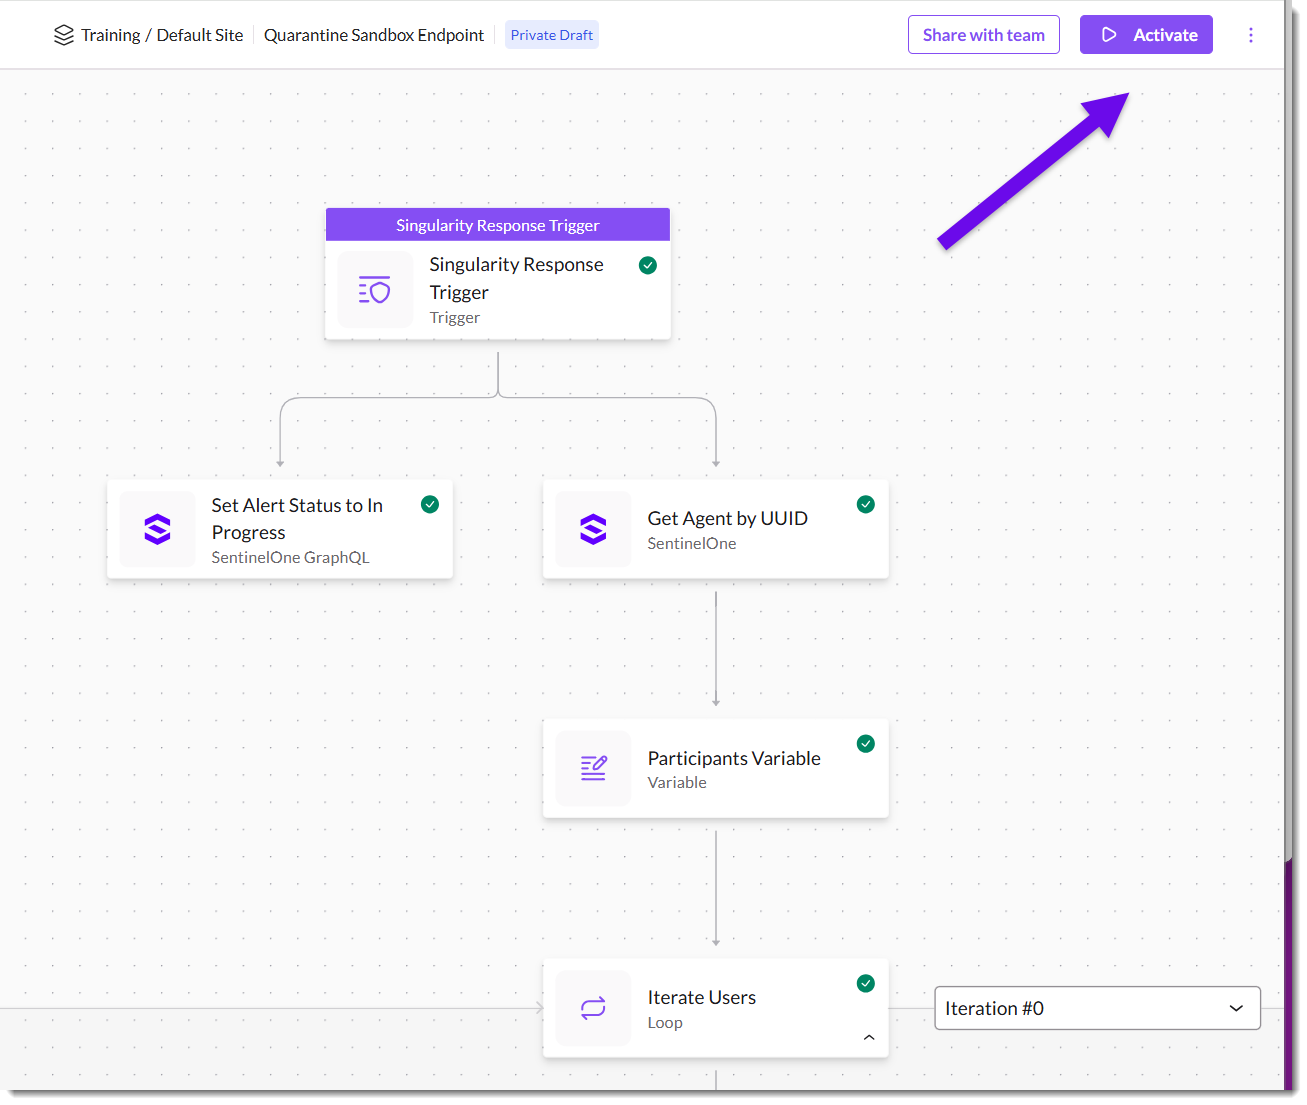 Training / Default Site Quarantine Sandbox Endpoint Private Draft Share with team Activate
Singularity Response Trigger
Singularity Response
Trigger
Trigger
Set Alert Status to In
Progress
SentinelOne GraphQL
Get Agent by UUID
SentinelOne
Participants Variable
Variable
Iterate Users
Loop
Iteration #0